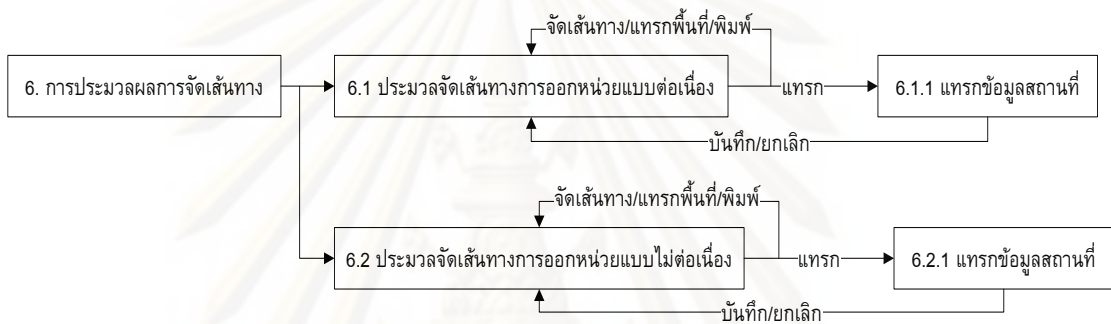 จัดเส้นทาง/แทรกพื้นที่/พิมพ์
6. การประมวลผลการจัดเส้นทาง
6.1 ประมวลจัดเส้นทางการออกหน่วยแบบต่อเนื่อง
แทรก
6.1.1 แทรกข้อมูลสถานที่
บันทึก/ยกเลิก
จัดเส้นทาง/แทรกพื้นที่/พิมพ์
6.2 ประมวลจัดเส้นทางการออกหน่วยแบบไม่ต่อเนื่อง
แทรก
6.2.1 แทรกข้อมูลสถานที่
บันทึก/ยกเลิก